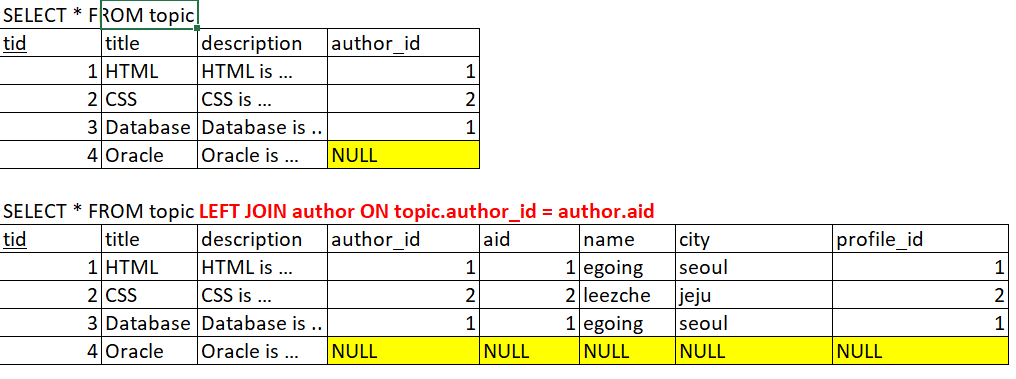 SELECT * FROM topic
tid title description author_id
1 HTML HTML is ... 1
2 CSS CSS is ... 2
3 Database Database is .. 1
4 Oracle Oracle is ... NULL
SELECT * FROM topic LEFT JOIN author ON topic.author_id = author.aid
tid title description author_id aid name city profile_id
1 HTML HTML is ... 1 1 egoing seoul 1
2 CSS CSS is ... 2 2 leezche jeju 2
3 Database Database is .. 1 1 egoing seoul 1
4 Oracle Oracle is ... NULL NULL NULL NULL NULL